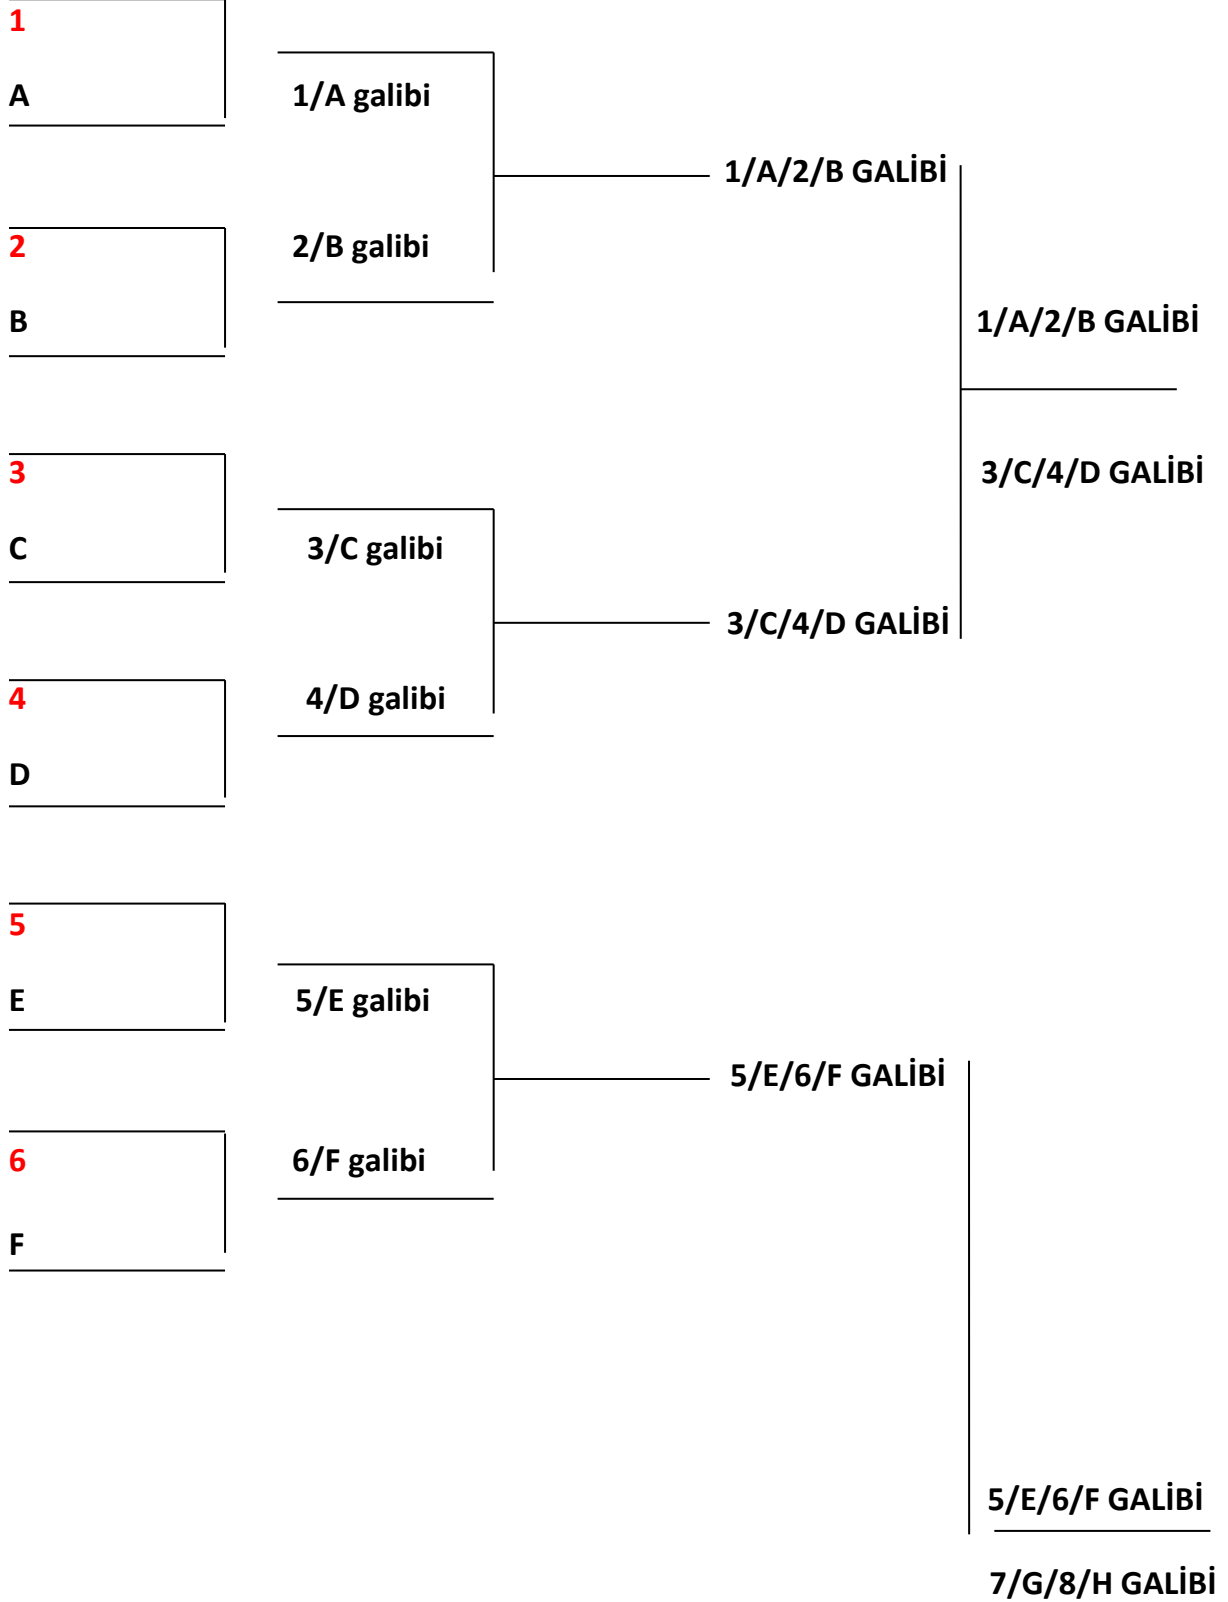 1
A
1/A galibi
1/A/2/B GALİBİ
2
2/B galibi
B
1/A/2/B GALİBİ
3
3/C/4/D GALİBİ
C
3/C galibi
3/C/4/D GALİBİ
4
4/D galibi
D
5
E
5/E galibi
5/E/6/F GALİBİ
6
6/F galibi
F
5/E/6/F GALİBİ
7/G/8/H GALİBİ